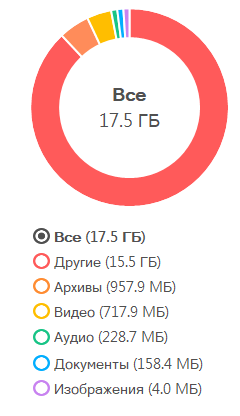 Все
17.5 ГБ
Все (17.5 ГБ)
Другие (15.5 ГБ)
Архивы (957.9 МБ)
Видео (717.9 МБ)
Аудио (228.7 МБ)
Документы (158.4 МБ)
Изображения (4.0 МБ)